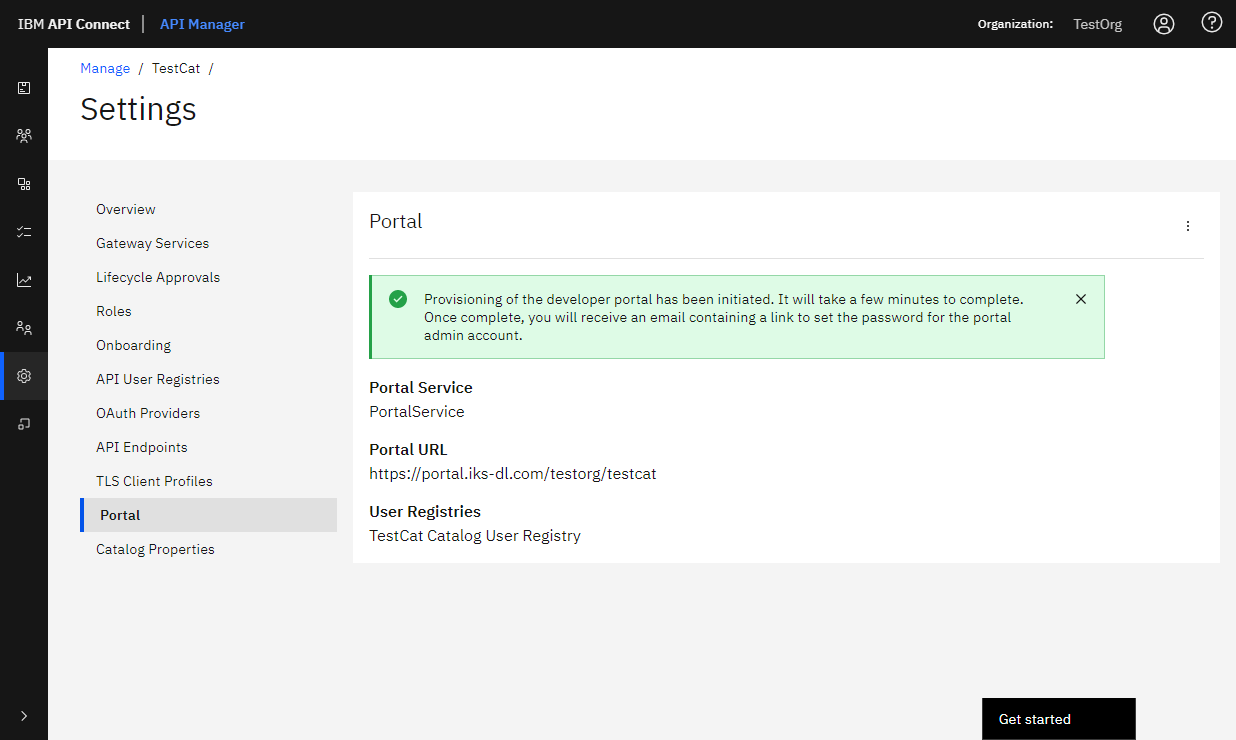 IBM API Connect | API Manager
Organization: TestOrg
Manage / TestCat /
Settings
Overview
Gateway Services
Lifecycle Approvals
Roles
Onboarding
API User Registries
OAuth Providers
API Endpoints
TLS Client Profiles
Portal
Catalog Properties
Portal
Provisioning of the developer portal has been initiated. It will take a few minutes to complete.
Once complete, you will receive an email containing a link to set the password for the portal
admin account.
Portal Service
PortalService
Portal URL
https://portal.iks-dl.com/testorg/testcat
User Registries
TestCat Catalog User Registry
Get started